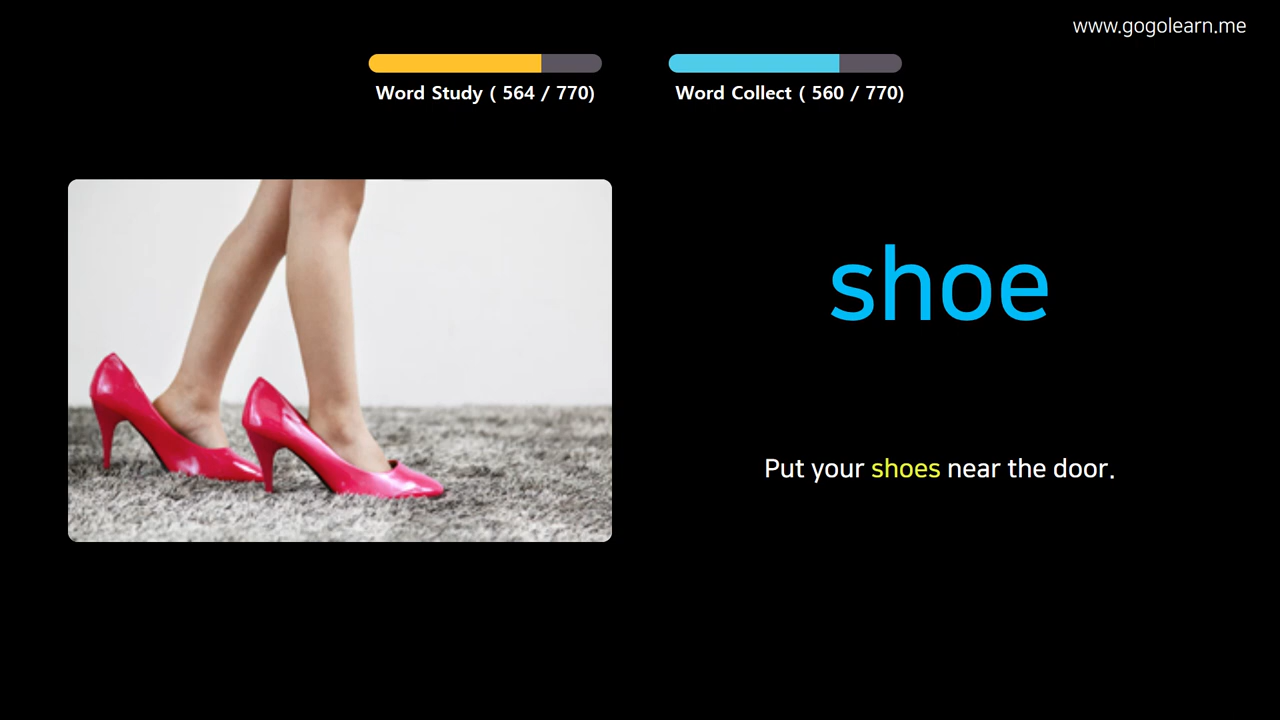 www.gogolearn.me
Word Study ( 564 / 770)
Word Collect ( 560 / 770)
shoe
Put your shoes near the door.